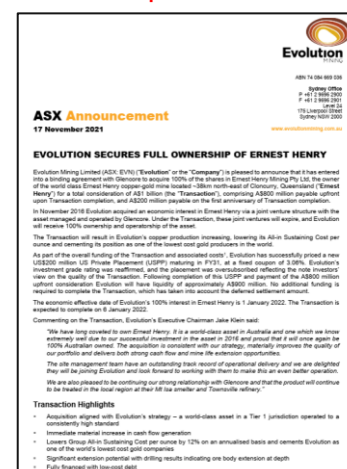 Evolution
MINING
ABN 74 084 669 036
Sydney Office
P +61 2 9696 2900
F +61 2 9696 2901
Level 24
175 Liverpool Street
Sydney NSW 2000
www.evolutionmining.com.au
ASX Announcement
17 November 2021
EVOLUTION SECURES FULL OWNERSHIP OF ERNEST HENRY
Evolution Mining Limited (ASX: EVN) ("Evolution" or the "Company") is pleased to announce that it has entered
into a binding agreement with Glencore to acquire 100% of the shares in Ernest Henry Mining Pty Ltd, the owner
of the world class Ernest Henry copper-gold mine located ~38km north-east of Cloncurry, Queensland ("Ernest
Henry") for a total consideration of A$1 billion (the "Transaction"), comprising A$800 million payable upfront
upon Transaction completion, and A$200 million payable on the first anniversary of Transaction completion.
In November 2016 Evolution acquired an economic interest in Ernest Henry via a joint venture structure with the
asset managed and operated by Glencore. Under the Transaction, these joint ventures will expire, and Evolution
will receive 100% ownership and operatorship of the asset.
The Transaction will result in Evolution's copper production increasing, lowering its All-in Sustaining Cost per
ounce and cementing its position as one of the lowest cost gold producers in the world.
As part of the overall funding of the Transaction and associated costs¹, Evolution has successfully priced a new
US$200 million US Private Placement (USPP) maturing in FY31, at a fixed coupon of 3.06%. Evolution's
investment grade rating was reaffirmed, and the placement was oversubscribed reflecting the note investors'
view on the quality of the Transaction. Following completion of this USPP and payment of the A$800 million
upfront consideration Evolution will have liquidity of approximately A$900 million. No additional funding is
required to complete the Transaction, which has taken into account the deferred settlement amount.
The economic effective date of Evolution's 100% interest in Ernest Henry is 1 January 2022. The Transaction is
expected to complete on 6 January 2022.
Commenting on the Transaction, Evolution's Executive Chairman Jake Klein said:
"We have long coveted to own Ernest Henry. It is a world-class asset in Australia and one which we know
extremely well due to our successful investment in the asset in 2016 and proud that it will once again be
100% Australian owned. The acquisition is consistent with our strategy, materially improves the quality of
our portfolio and delivers both strong cash flow and mine life extension opportunities.
The site management team have an outstanding track record of operational delivery and we are delighted
they will be joining Evolution and look forward to working with them to make this an even better operation.
We are also pleased to be continuing our strong relationship with Glencore and that the product will continue
to be treated in the local region at their Mt Isa smelter and Townsville refinery."
Transaction Highlights
- Acquisition aligned with Evolution's strategy – a world-class asset in a Tier 1 jurisdiction operated to a
consistently high standard
- Immediate material increase in cash flow generation
- Lowers Group All-in Sustaining Cost per ounce by 12% on an annualised basis and cements Evolution as
one of the world's lowest cost gold companies
- Significant extension potential with drilling results indicating ore body extension at depth
- Fully financed with low-cost debt